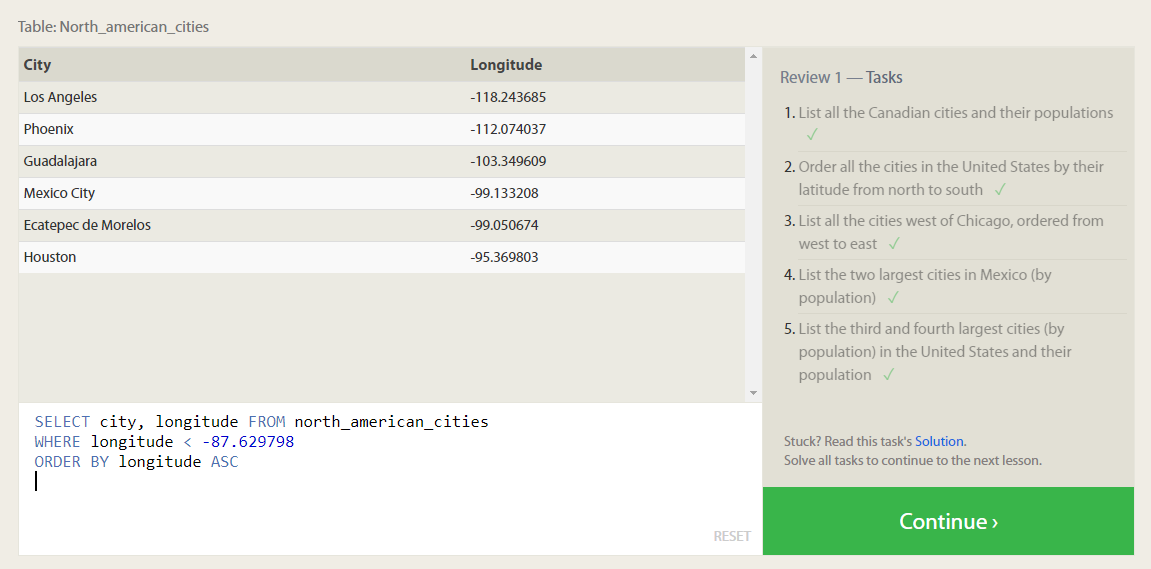 Table: North_american_cities
City Longitude
Los Angeles -118.243685
Phoenix -112.074037
Guadalajara -103.349609
Mexico City -99.133208
Ecatepec de Morelos -99.050674
Houston -95.369803
SELECT city, longitude FROM north_american_cities
WHERE longitude < -87.629798
ORDER BY longitude ASC
RESET
Review 1 — Tasks
1. List all the Canadian cities and their populations
✓
2. Order all the cities in the United States by their
latitude from north to south ✓
3. List all the cities west of Chicago, ordered from
west to east ✓
4. List the two largest cities in Mexico (by
population) ✓
5. List the third and fourth largest cities (by
population) in the United States and their
population ✓
Stuck? Read this task's Solution.
Solve all tasks to continue to the next lesson.
Continue ›